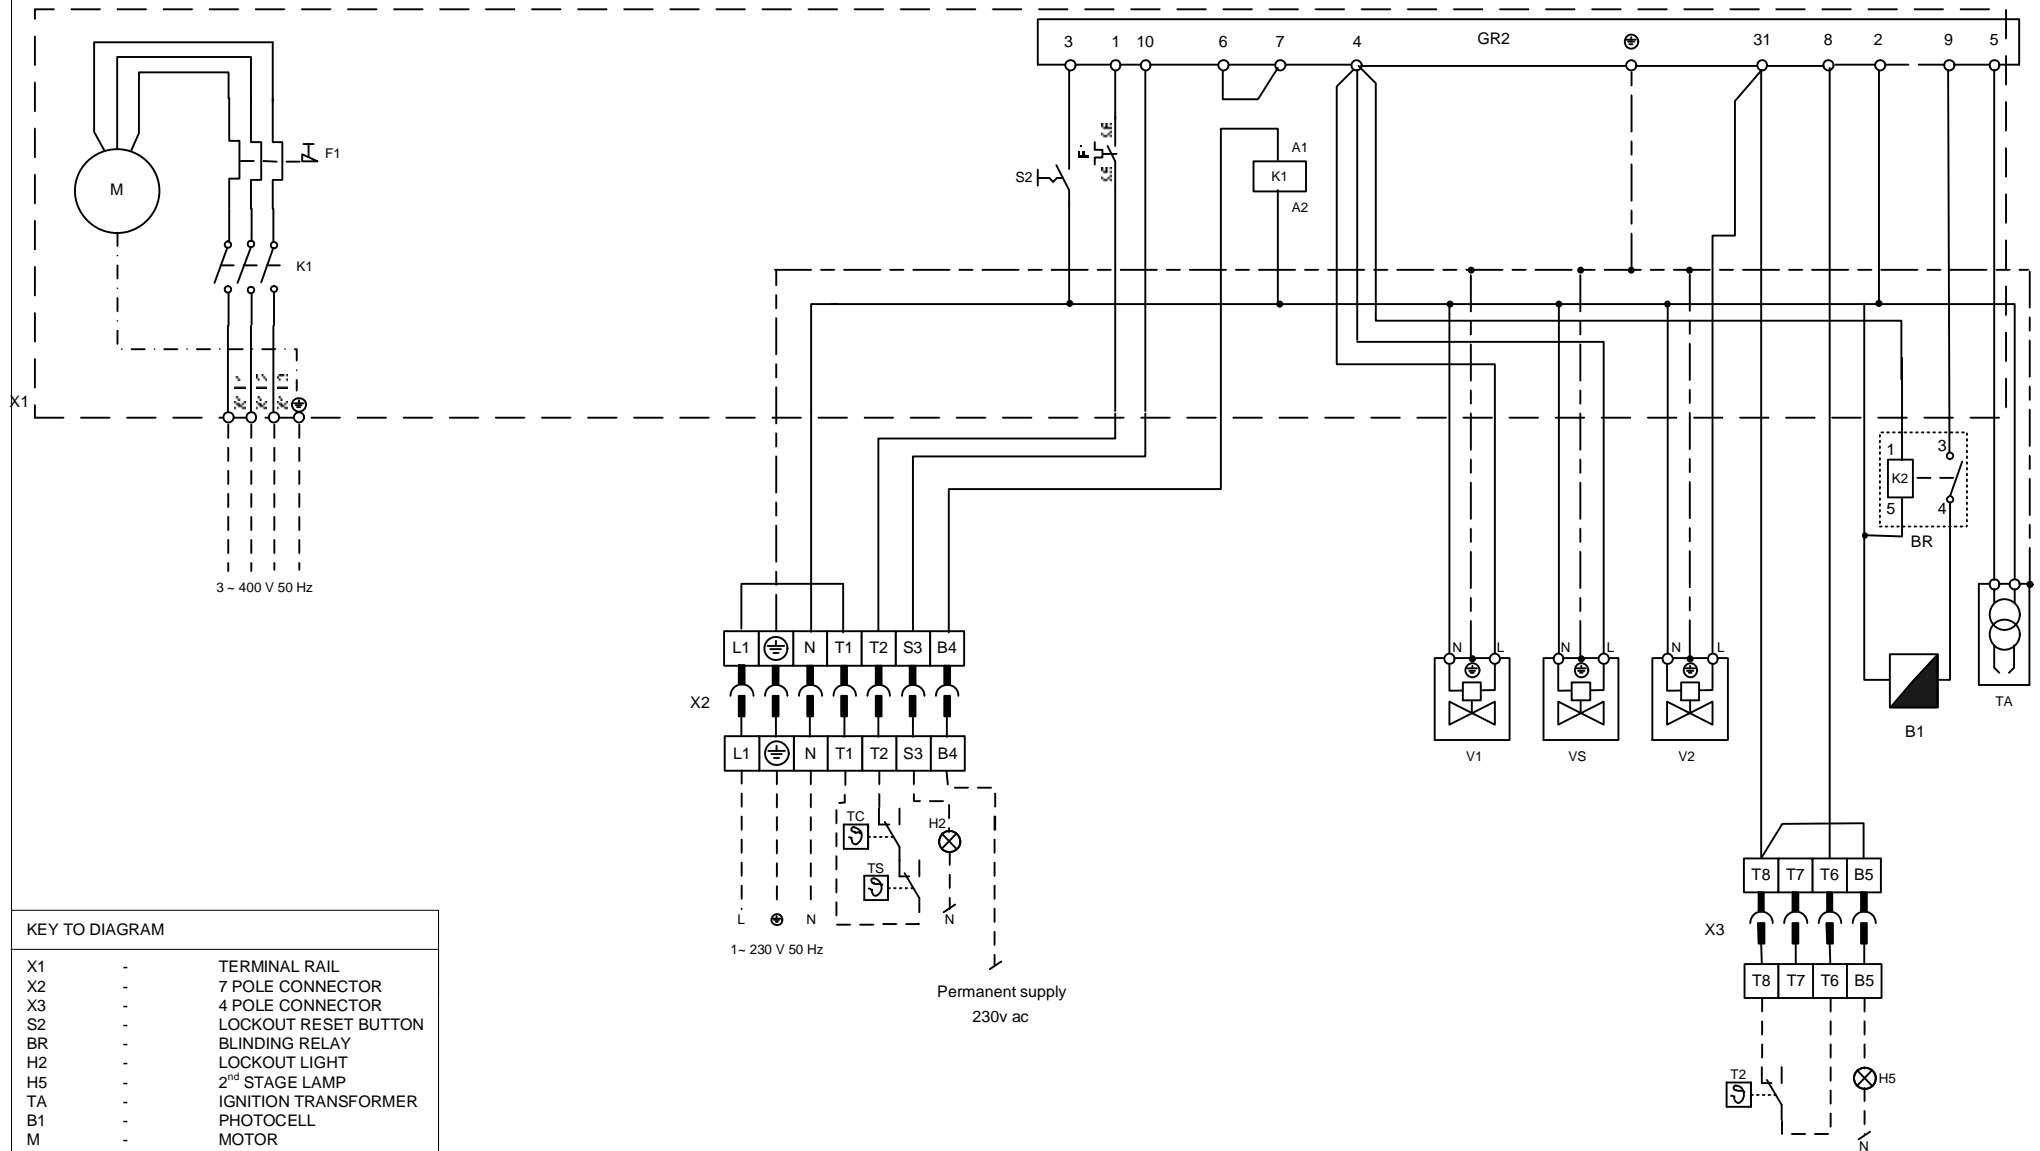 3 1 10 6 7 4 GR2 31 8 2 9 5
F1
M
K1
X1
3 ~ 400 V 50 Hz
S2
A1
K1
A2
1 3
K2
5 4
BR
N L N L N L
V1 VS V2
B1
TA
L1 N T1 T2 S3 B4
X2
L1 N T1 T2 S3 B4
TC
H2
TS
L N N
1~ 230 V 50 Hz
Permanent supply
230v ac
T8 T7 T6 B5
X3
T8 T7 T6 B5
T2
H5
N
KEY TO DIAGRAM
X1 - TERMINAL RAIL
X2 - 7 POLE CONNECTOR
X3 - 4 POLE CONNECTOR
S2 - LOCKOUT RESET BUTTON
BR - BLINDING RELAY
H2 - LOCKOUT LIGHT
H5 - 2nd STAGE LAMP
TA - IGNITION TRANSFORMER
B1 - PHOTOCELL
M - MOTOR